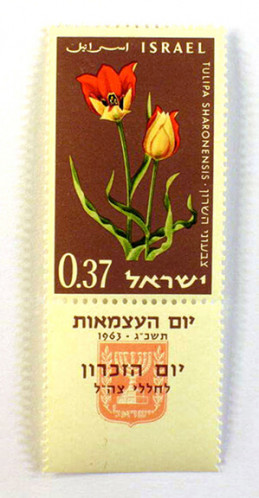 اسرائيل ISRAEL
TULIPA SHARONENSIS · צבעוני השרון
0.37 ישראל
יום העצמאות
תשכ"ג - 1963
יום הזכרון
לחללי צה"ל
ישראל